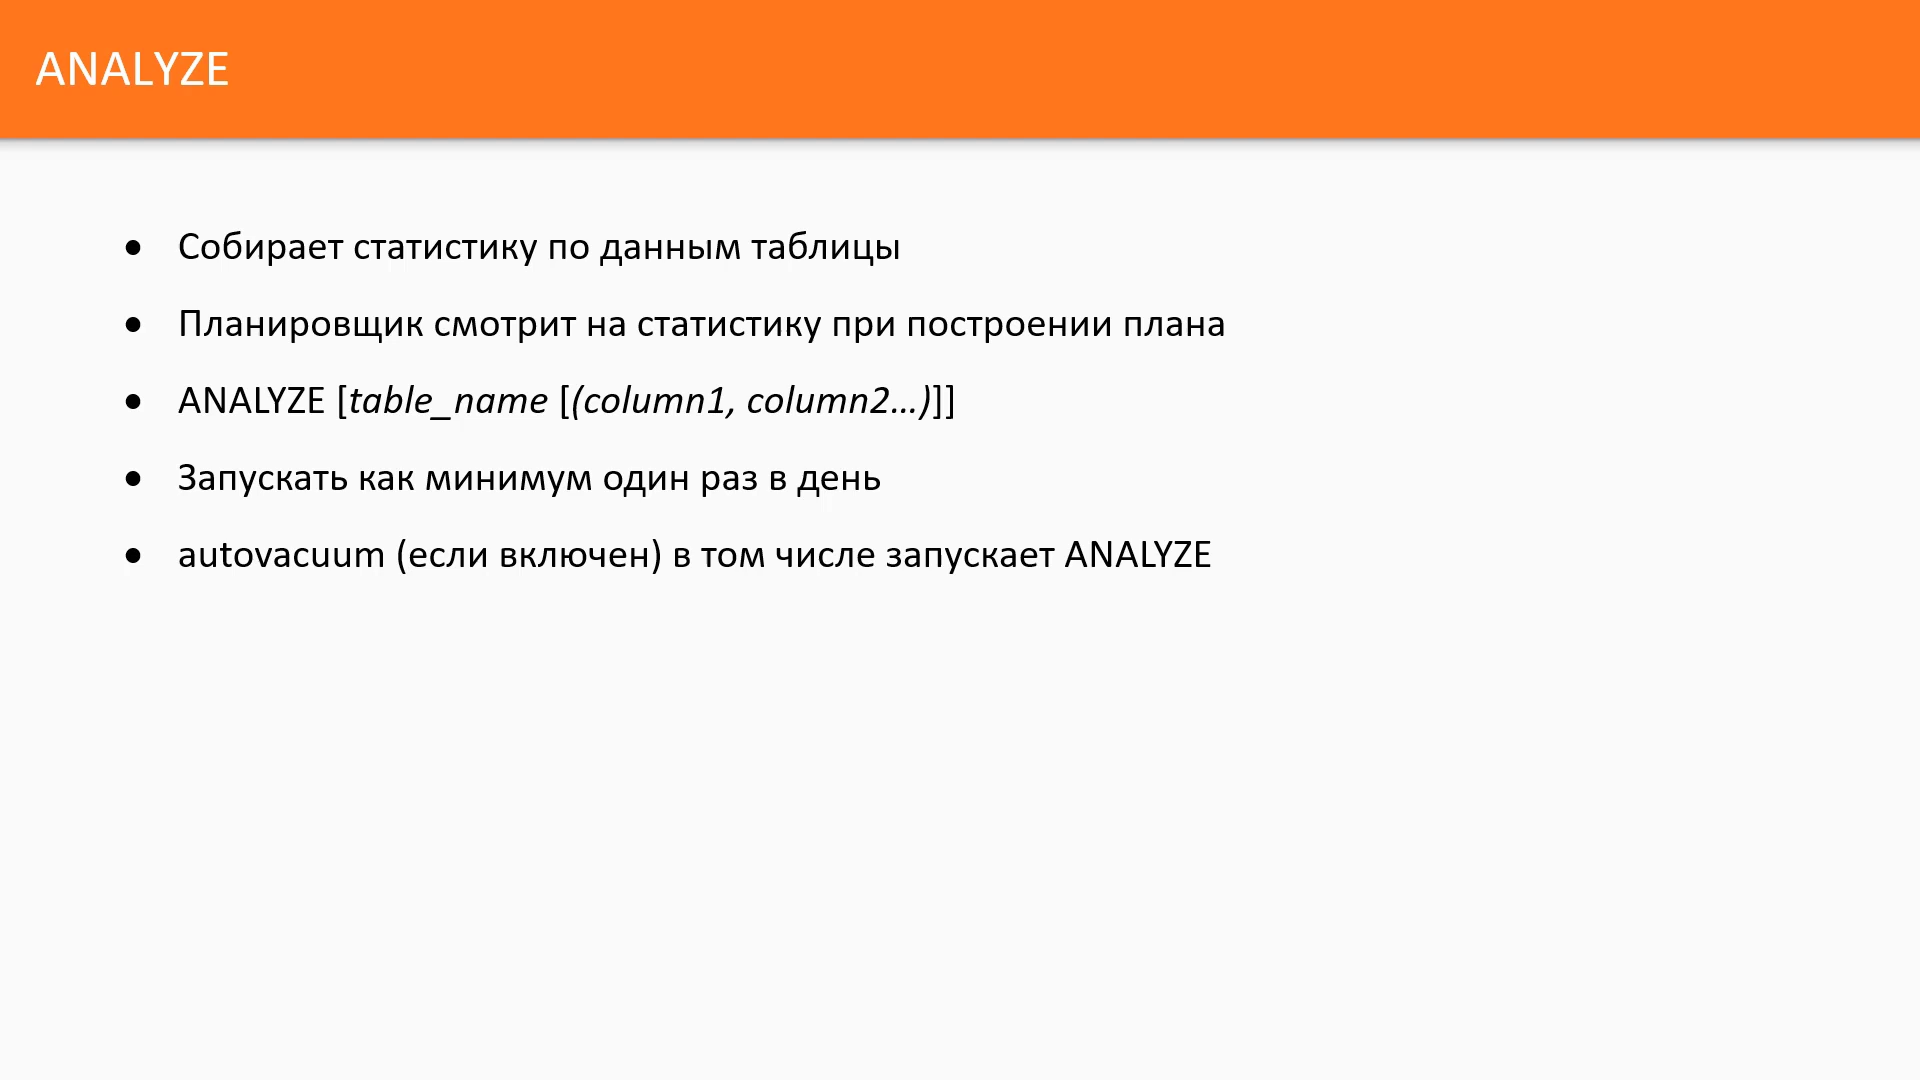 ANALYZE
● Собирает статистику по данным таблицы
● Планировщик смотрит на статистику при построении плана
● ANALYZE [table_name [(column1, column2…)]]
● Запускать как минимум один раз в день
● autovacuum (если включен) в том числе запускает ANALYZE